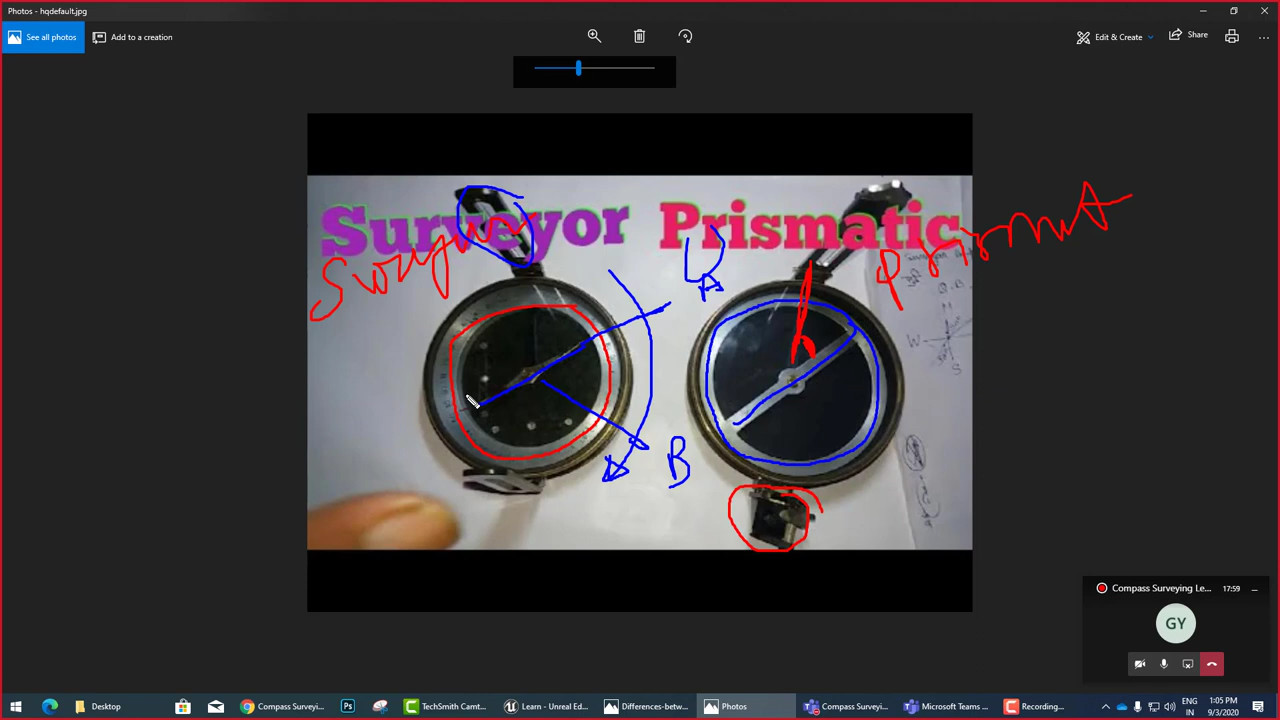 Photos - hqdefault.jpg
See all photos
Add to a creation
Edit & Create
Share
Surveyor Prismatic
A
B
W
S
Compass Surveying Le...
17:59
GY
Desktop
Compass Surveyi...
TechSmith Camt...
Learn - Unreal Ed...
Differences-betw...
Photos
Compass Surveyi...
Microsoft Teams ...
Recording...
ENG
IN
1:05 PM
9/3/2020